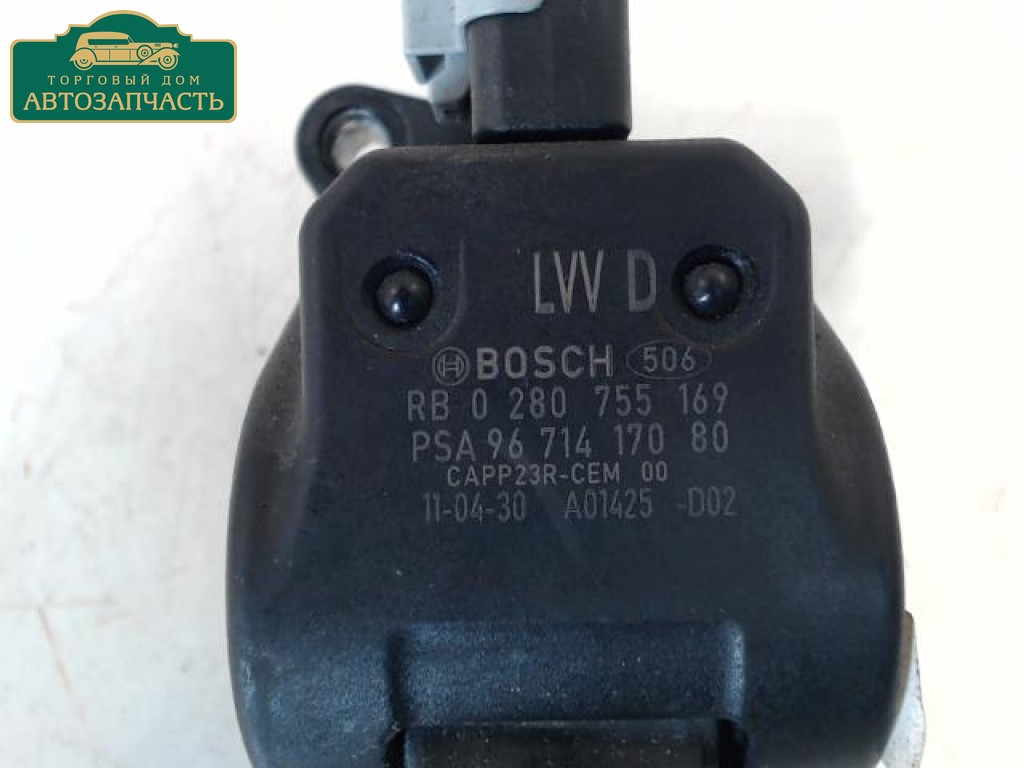 ТОРГОВЫЙ ДОМ
АВТОЗАПЧАСТЬ
LWD
BOSCH 506
RB 0 280 755 169
PSA 96 714 170 80
CAPP23R-CEM 00
11-04-30 A01425 -D02